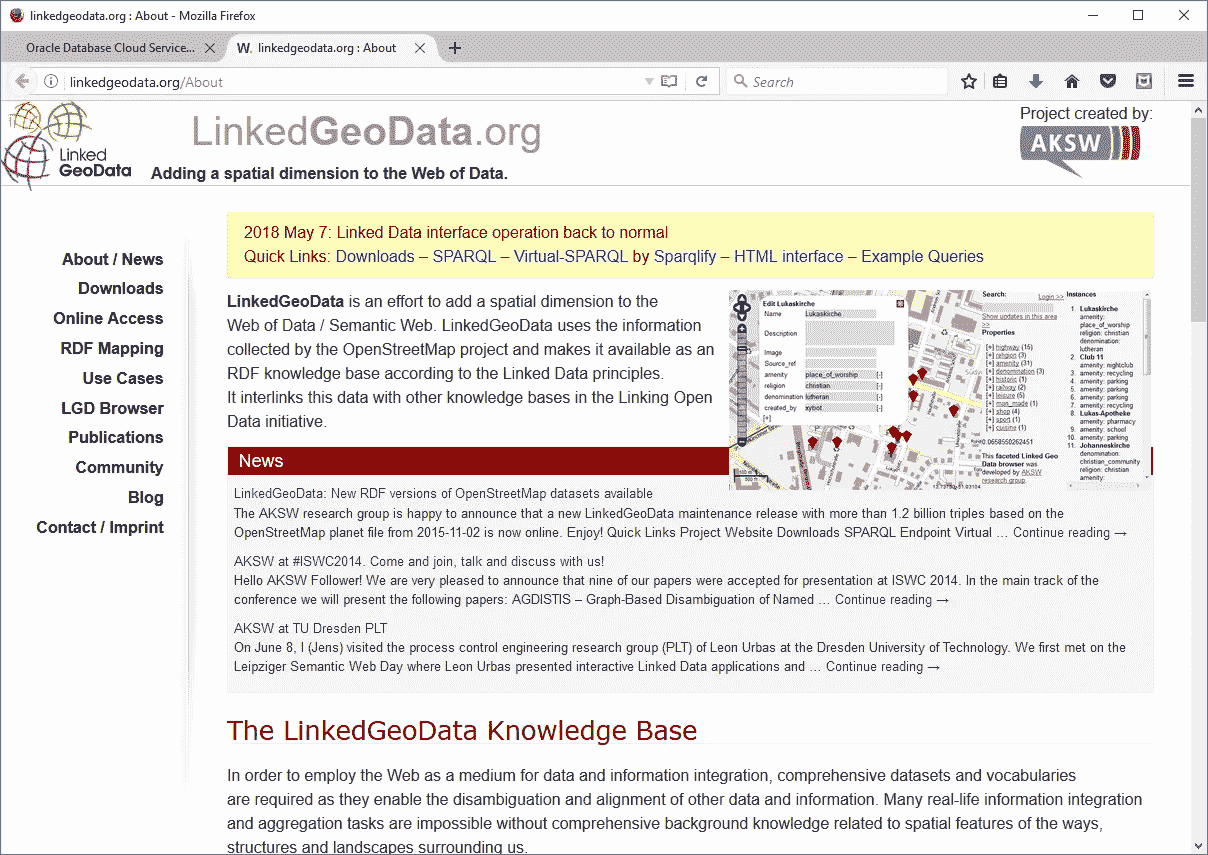 linkedgeodata.org : About - Mozilla Firefox
Oracle Database Cloud Service...
W. linkedgeodata.org : About
linkedgeodata.org/About
Search
Linked
GeoData
LinkedGeoData.org
Adding a spatial dimension to the Web of Data.
Project created by:
AKSW
About / News
Downloads
Online Access
RDF Mapping
Use Cases
LGD Browser
Publications
Community
Blog
Contact / Imprint
2018 May 7: Linked Data interface operation back to normal
Quick Links: Downloads – SPARQL – Virtual-SPARQL by Sparqlify – HTML interface – Example Queries
LinkedGeoData is an effort to add a spatial dimension to the
Web of Data / Semantic Web. LinkedGeoData uses the information
collected by the OpenStreetMap project and makes it available as an
RDF knowledge base according to the Linked Data principles.
It interlinks this data with other knowledge bases in the Linking Open
Data initiative.
Edit Lukaskirche
Name Lukaskirche
Description
Image
Source_ref
amenity place_of_worship [-]
religion christian [-]
denomination lutheran [-]
created_by xybot [-]
[+]
Search: Login >>
Show updates in this area
>>
Properties
[+] highway (15)
[+] religion (3)
[+] amenity (31)
[+] denomination (3)
[+] historic (1)
[+] railway (2)
[+] leisure (5)
[+] man_made (1)
[+] shop (4)
[+] sport (1)
[+] cuisine (1)
0.0658550262451
This faceted Linked Geo
Data browser was
developed by AKSW
research group.
Instances
1. Lukaskirche
amenity:
place_of_worship
religion: christian
denomination:
lutheran
2. Club 11
amenity: nightclub
3. amenity: recycling
4. amenity: parking
5. amenity: parking
6. amenity: parking
7. amenity: recycling
8. Lukas-Apotheke
amenity: pharmacy
9. amenity: school
10. amenity: parking
11. Johanneskirche
denomination:
christian_community
religion: christian
amenity:
News
LinkedGeoData: New RDF versions of OpenStreetMap datasets available
The AKSW research group is happy to announce that a new LinkedGeoData maintenance release with more than 1.2 billion triples based on the
OpenStreetMap planet file from 2015-11-02 is now online. Enjoy! Quick Links Project Website Downloads SPARQL Endpoint Virtual … Continue reading →
AKSW at #ISWC2014. Come and join, talk and discuss with us!
Hello AKSW Follower! We are very pleased to announce that nine of our papers were accepted for presentation at ISWC 2014. In the main track of the
conference we will present the following papers: AGDISTIS – Graph-Based Disambiguation of Named … Continue reading →
AKSW at TU Dresden PLT
On June 8, I (Jens) visited the process control engineering research group (PLT) of Leon Urbas at the Dresden University of Technology. We first met on the
Leipziger Semantic Web Day where Leon Urbas presented interactive Linked Data applications and … Continue reading →
The LinkedGeoData Knowledge Base
In order to employ the Web as a medium for data and information integration, comprehensive datasets and vocabularies
are required as they enable the disambiguation and alignment of other data and information. Many real-life information integration
and aggregation tasks are impossible without comprehensive background knowledge related to spatial features of the ways,
structures and landscapes surrounding us.